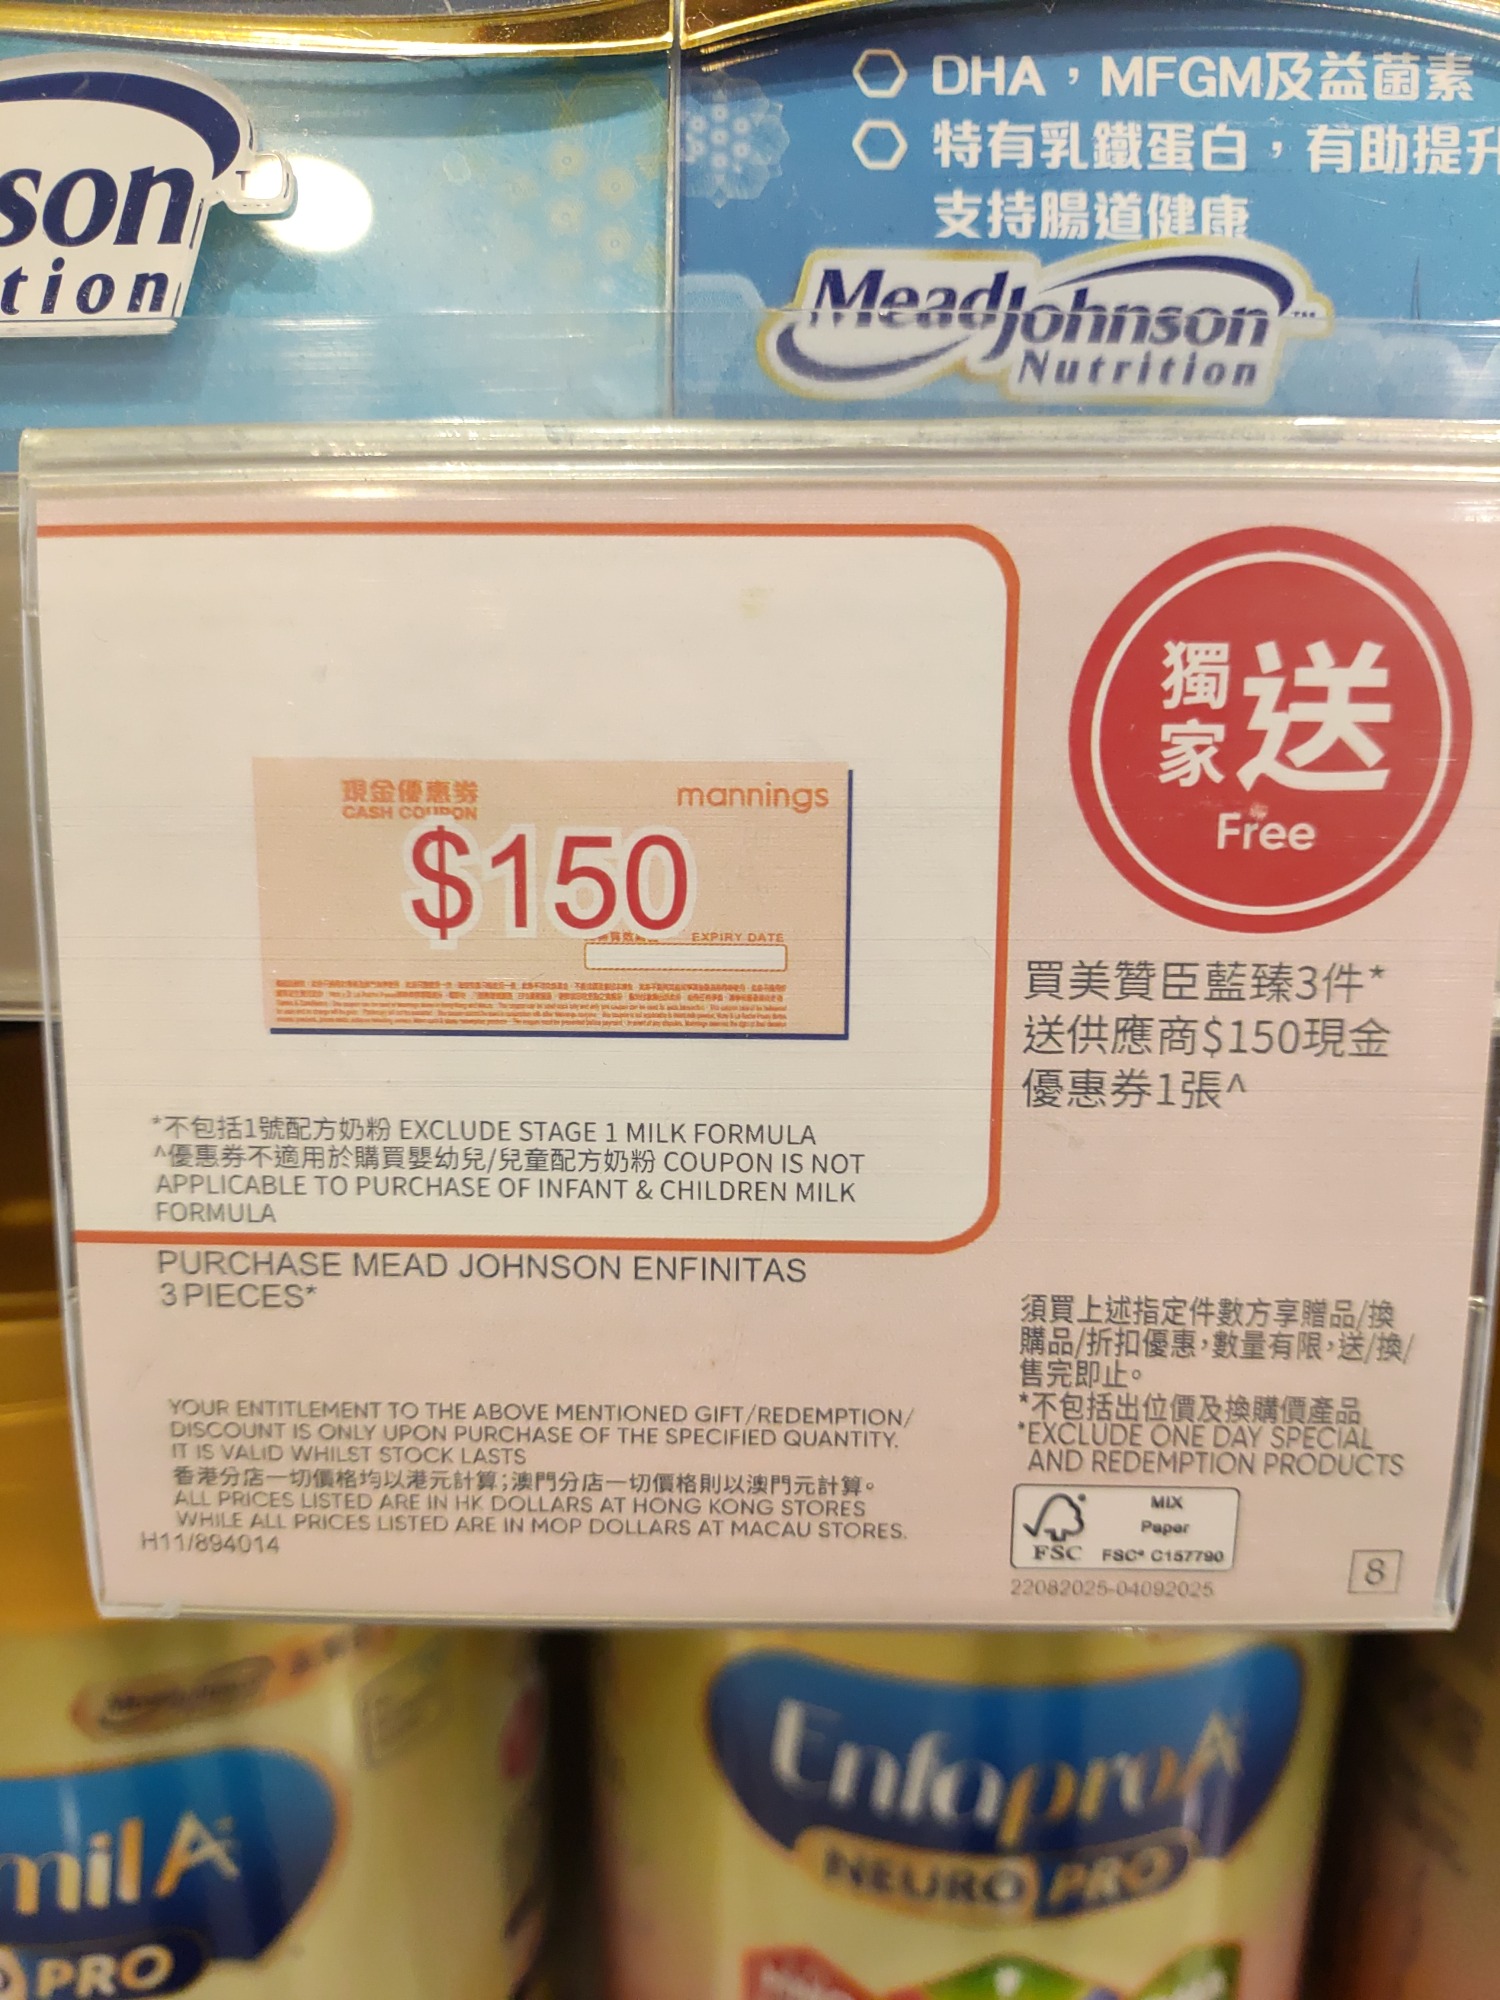 son
tion
DHA，MFGM及益菌素
特有乳鐵蛋白，有助提升
支持腸道健康
MeadJohnson™
Nutrition
現金優惠券
CASH COUPON
mannings
$150
EXPIRY DATE
獨家送
Free
買美贊臣藍臻3件*
送供應商$150現金
優惠券1張^
*不包括1號配方奶粉 EXCLUDE STAGE 1 MILK FORMULA
^優惠券不適用於購買嬰幼兒/兒童配方奶粉 COUPON IS NOT
APPLICABLE TO PURCHASE OF INFANT & CHILDREN MILK
FORMULA
PURCHASE MEAD JOHNSON ENFINITAS
3 PIECES*
須買上述指定件數方享贈品/換
購品/折扣優惠，數量有限，送/換/
售完即止。
*不包括出位價及換購價產品
*EXCLUDE ONE DAY SPECIAL
AND REDEMPTION PRODUCTS
YOUR ENTITLEMENT TO THE ABOVE MENTIONED GIFT/REDEMPTION/
DISCOUNT IS ONLY UPON PURCHASE OF THE SPECIFIED QUANTITY.
IT IS VALID WHILST STOCK LASTS
香港分店一切價格均以港元計算；澳門分店一切價格則以澳門元計算。
ALL PRICES LISTED ARE IN HK DOLLARS AT HONG KONG STORES
WHILE ALL PRICES LISTED ARE IN MOP DOLLARS AT MACAU STORES.
H11/894014
MIX
Paper
FSC
FSC® C157790
22082025-04092025
8
milA+
PRO
EnfaproA+
NEURO PRO